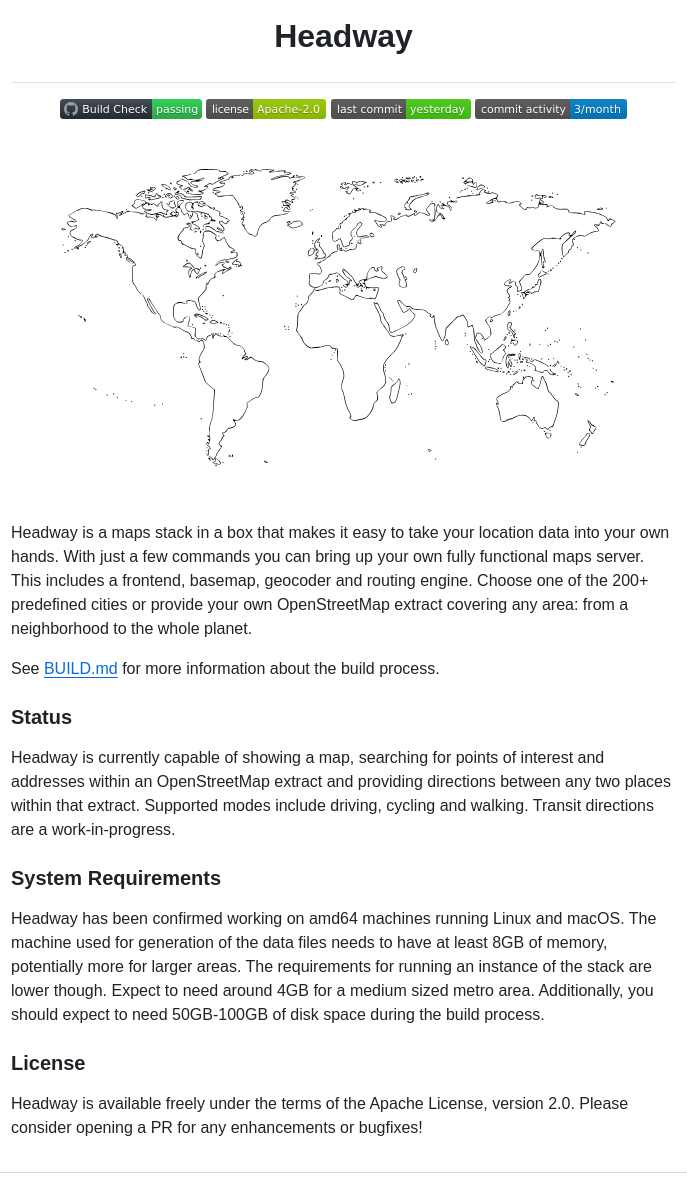 Headway
Build Check passing license Apache-2.0 last commit yesterday commit activity 3/month
Headway is a maps stack in a box that makes it easy to take your location data into your own
hands. With just a few commands you can bring up your own fully functional maps server.
This includes a frontend, basemap, geocoder and routing engine. Choose one of the 200+
predefined cities or provide your own OpenStreetMap extract covering any area: from a
neighborhood to the whole planet.
See BUILD.md for more information about the build process.
Status
Headway is currently capable of showing a map, searching for points of interest and
addresses within an OpenStreetMap extract and providing directions between any two places
within that extract. Supported modes include driving, cycling and walking. Transit directions
are a work-in-progress.
System Requirements
Headway has been confirmed working on amd64 machines running Linux and macOS. The
machine used for generation of the data files needs to have at least 8GB of memory,
potentially more for larger areas. The requirements for running an instance of the stack are
lower though. Expect to need around 4GB for a medium sized metro area. Additionally, you
should expect to need 50GB-100GB of disk space during the build process.
License
Headway is available freely under the terms of the Apache License, version 2.0. Please
consider opening a PR for any enhancements or bugfixes!